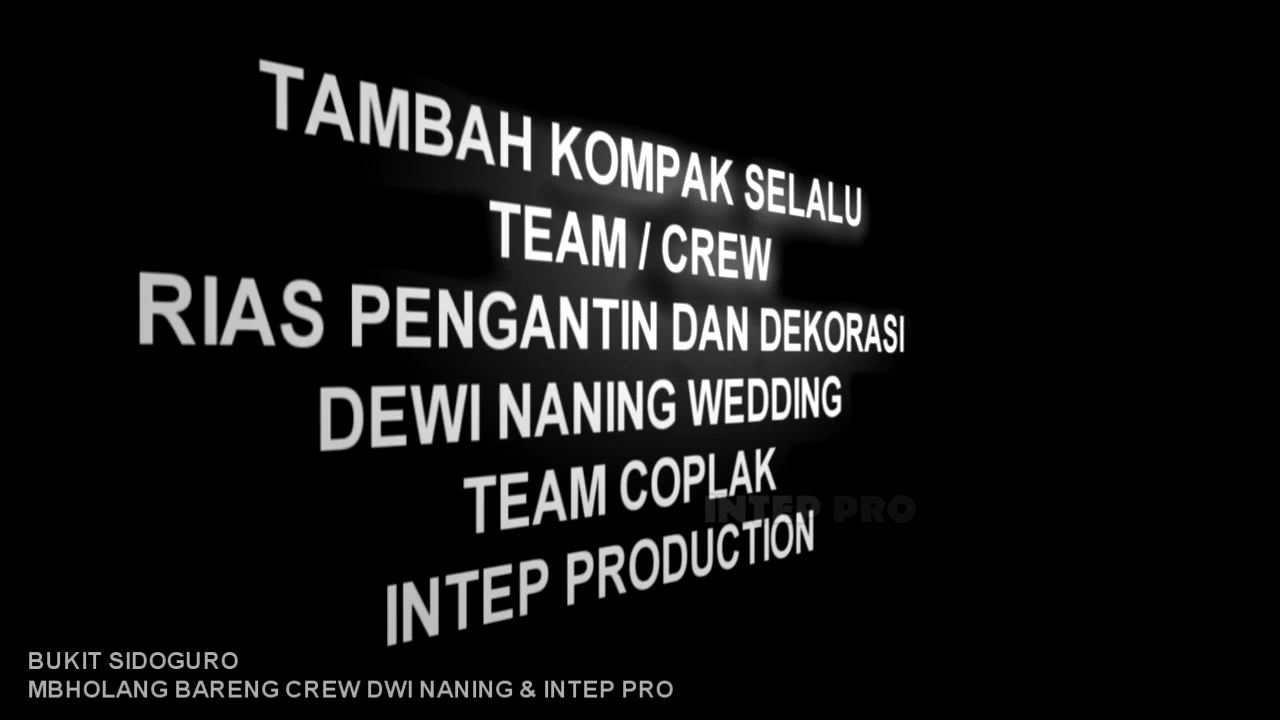 TAMBAH KOMPAK SELALU
TEAM / CREW
RIAS PENGANTIN DAN DEKORASI
DEWI NANING WEDDING
TEAM COPLAK
INTEP PRO
INTEP PRODUCTION
BUKIT SIDOGURO
MBHOLANG BARENG CREW DWI NANING & INTEP PRO